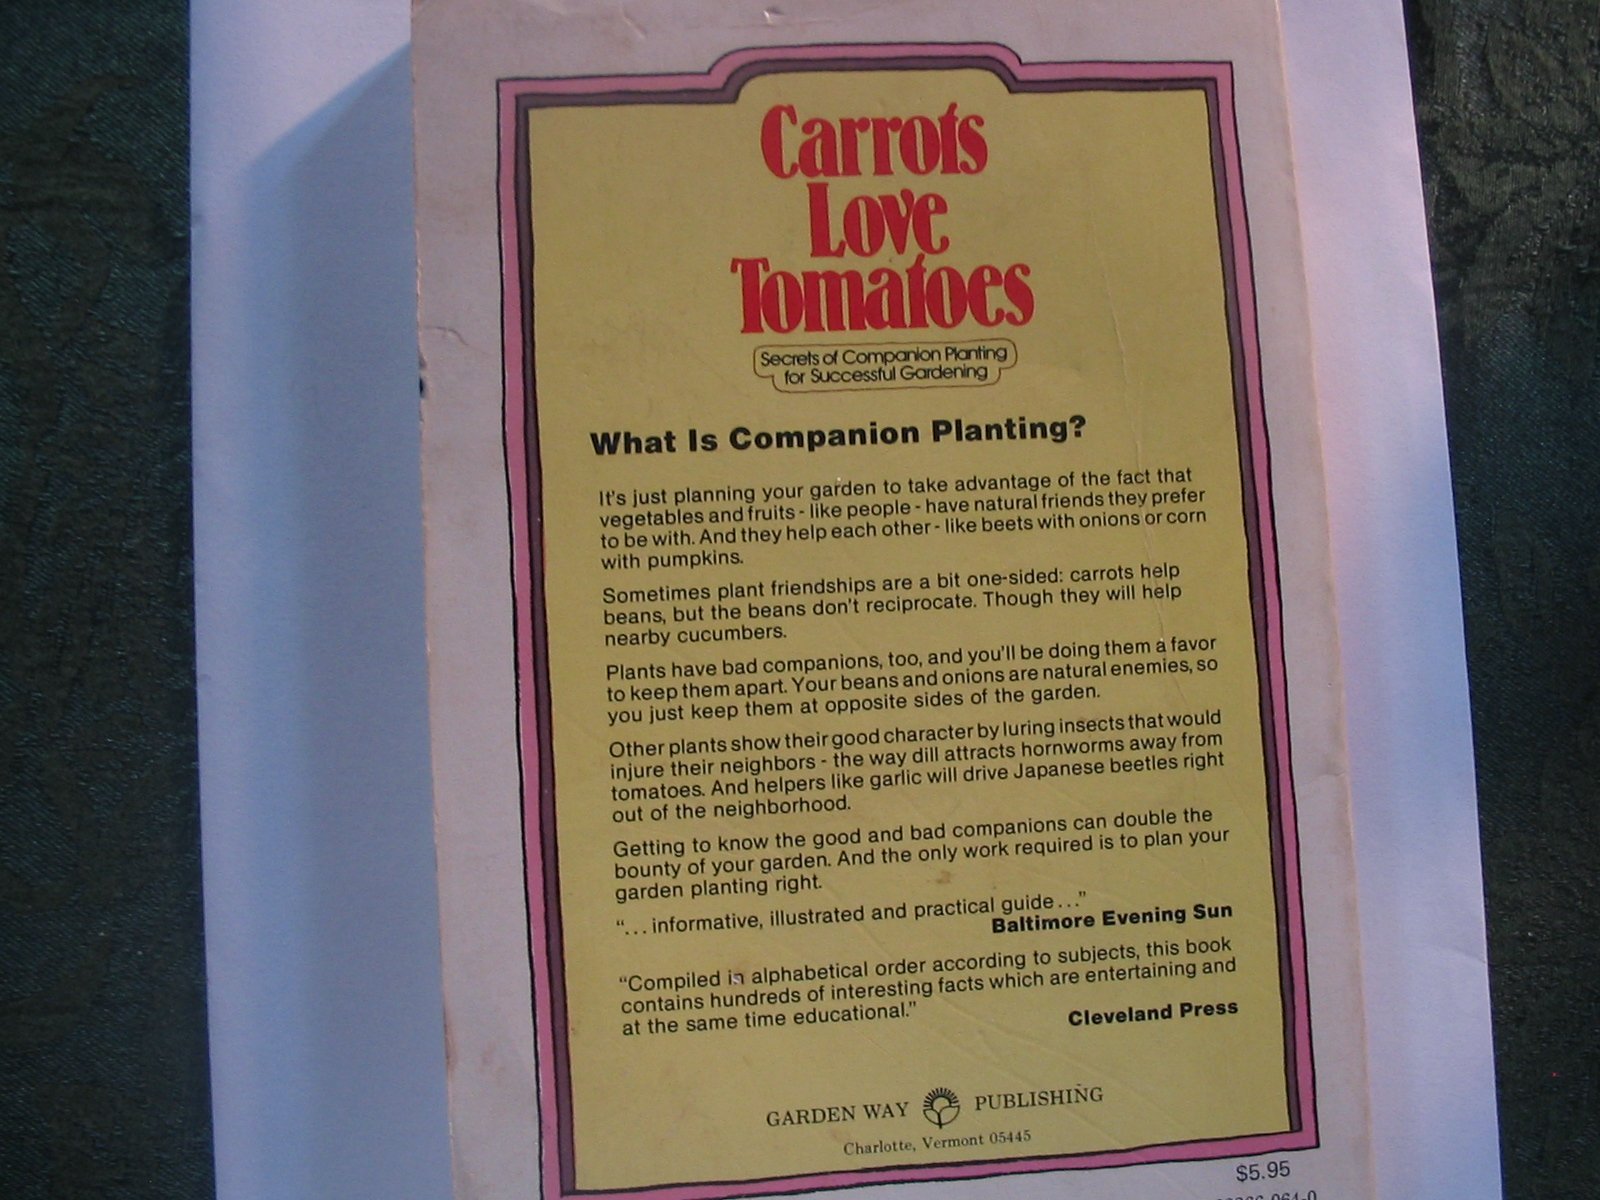 Carrots
Love
Tomatoes
Secrets of Companion Planting
for Successful Gardening
What Is Companion Planting?
It's just planning your garden to take advantage of the fact that
vegetables and fruits - like people - have natural friends they prefer
to be with. And they help each other - like beets with onions or corn
with pumpkins.
Sometimes plant friendships are a bit one-sided: carrots help
beans, but the beans don't reciprocate. Though they will help
nearby cucumbers.
Plants have bad companions, too, and you'll be doing them a favor
to keep them apart. Your beans and onions are natural enemies, so
you just keep them at opposite sides of the garden.
Other plants show their good character by luring insects that would
injure their neighbors - the way dill attracts hornworms away from
tomatoes. And helpers like garlic will drive Japanese beetles right
out of the neighborhood.
Getting to know the good and bad companions can double the
bounty of your garden. And the only work required is to plan your
garden planting right.
"... informative, illustrated and practical guide ..."
Baltimore Evening Sun
"Compiled in alphabetical order according to subjects, this book
contains hundreds of interesting facts which are entertaining and
at the same time educational."
Cleveland Press
GARDEN WAY PUBLISHING
Charlotte, Vermont 05445
$5.95